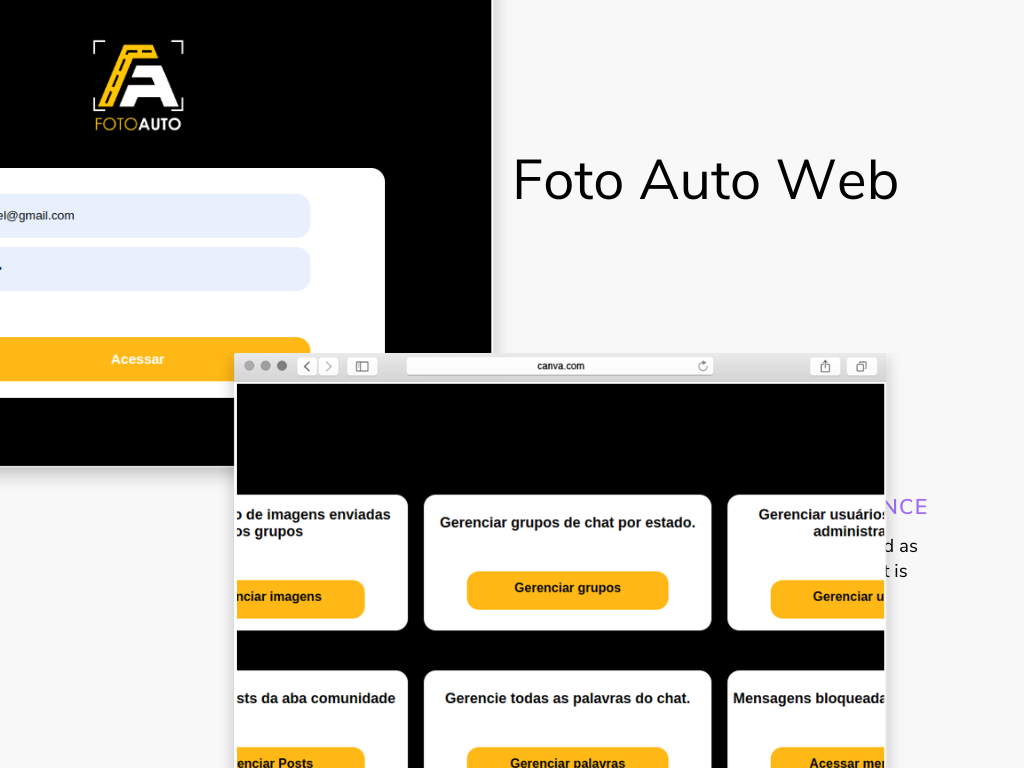 FOTOAUTO
Foto Auto Web
el@gmail.com
Acessar
canva.com
o de imagens enviadas
os grupos
nciar imagens
Gerenciar grupos de chat por estado.
Gerenciar grupos
Gerenciar usuários
administra
Gerenciar u
NCE
d as
t is
sts da aba comunidade
enciar Posts
Gerencie todas as palavras do chat.
Gerenciar palavras
Mensagens bloqueada
Acessar men